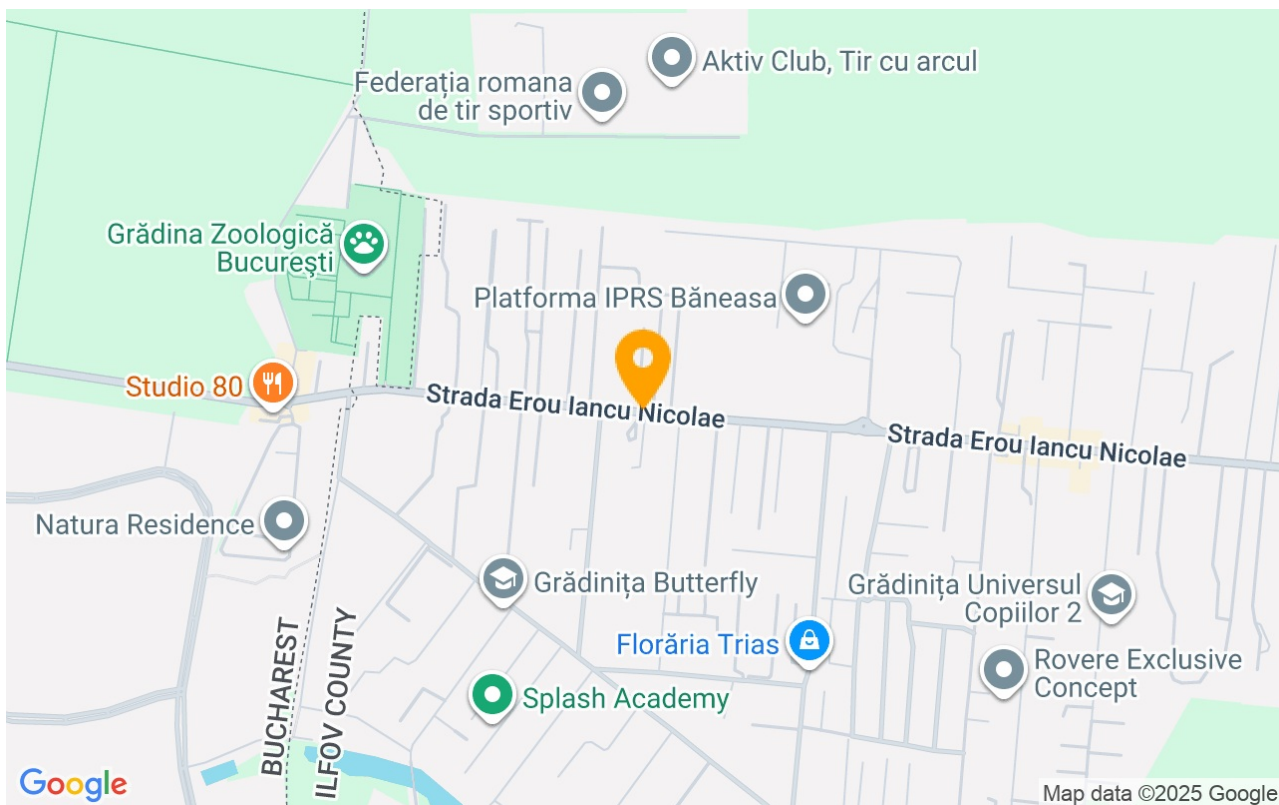 Aktiv Club, Tir cu arcul
Federația romana
de tir sportiv
Grădina Zoologică
București
Platforma IPRS Băneasa
Studio 80
Strada Erou Iancu Nicolae
Strada Erou Iancu Nicolae
Natura Residence
Grădinița Butterfly
Grădinița Universul
Copiilor 2
Florăria Trias
Rovere Exclusive
Concept
Splash Academy
BUCHAREST
ILFOV COUNTY
Google
Map data ©2025 Google